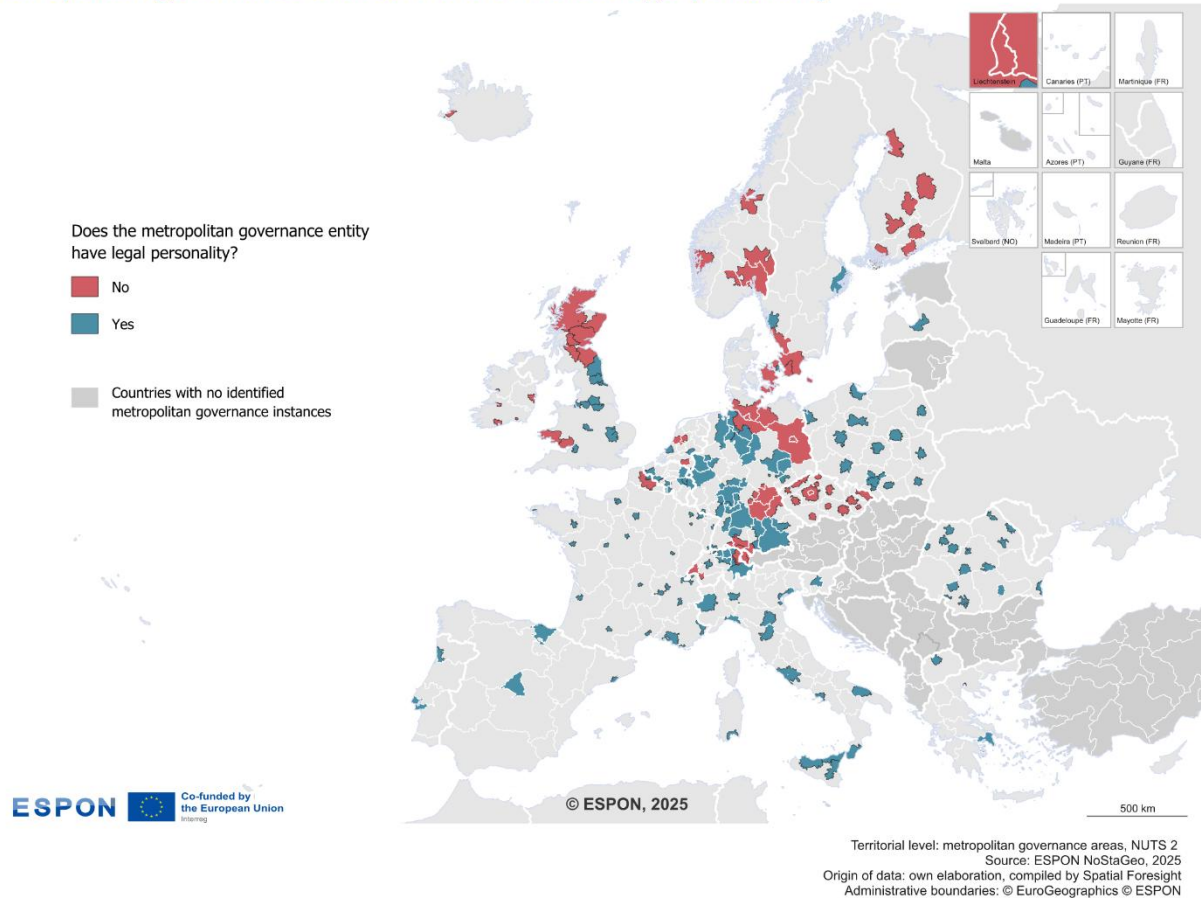 Does the metropolitan governance entity
have legal personality?
No
Yes
Countries with no identified
metropolitan governance instances
Liechtenstein
Canaries (PT)
Martinique (FR)
Malta
Azores (PT)
Guyane (FR)
Svalbard (NO)
Madeira (PT)
Reunion (FR)
Guadeloupe (FR)
Mayotte (FR)
ESPON
Co-funded by
the European Union
Interreg
© ESPON, 2025
500 km
Territorial level: metropolitan governance areas, NUTS 2
Source: ESPON NoStaGeo, 2025
Origin of data: own elaboration, compiled by Spatial Foresight
Administrative boundaries: © EuroGeographics © ESPON